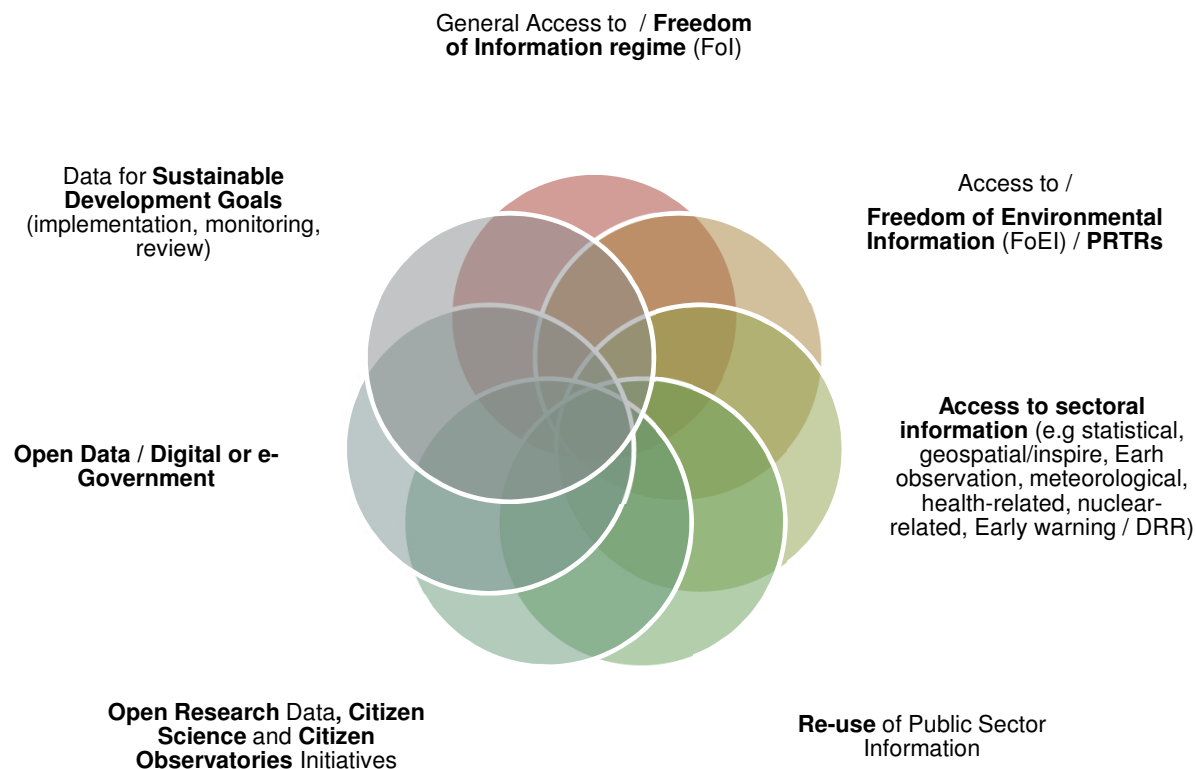 General Access to / Freedom
of Information regime (FoI)
Data for Sustainable
Development Goals
(implementation, monitoring,
review)
Access to /
Freedom of Environmental
Information (FoEI) / PRTRs
Open Data / Digital or e-
Government
Access to sectoral
information (e.g statistical,
geospatial/inspire, Earh
observation, meteorological,
health-related, nuclear-
related, Early warning / DRR)
Open Research Data, Citizen
Science and Citizen
Observatories Initiatives
Re-use of Public Sector
Information